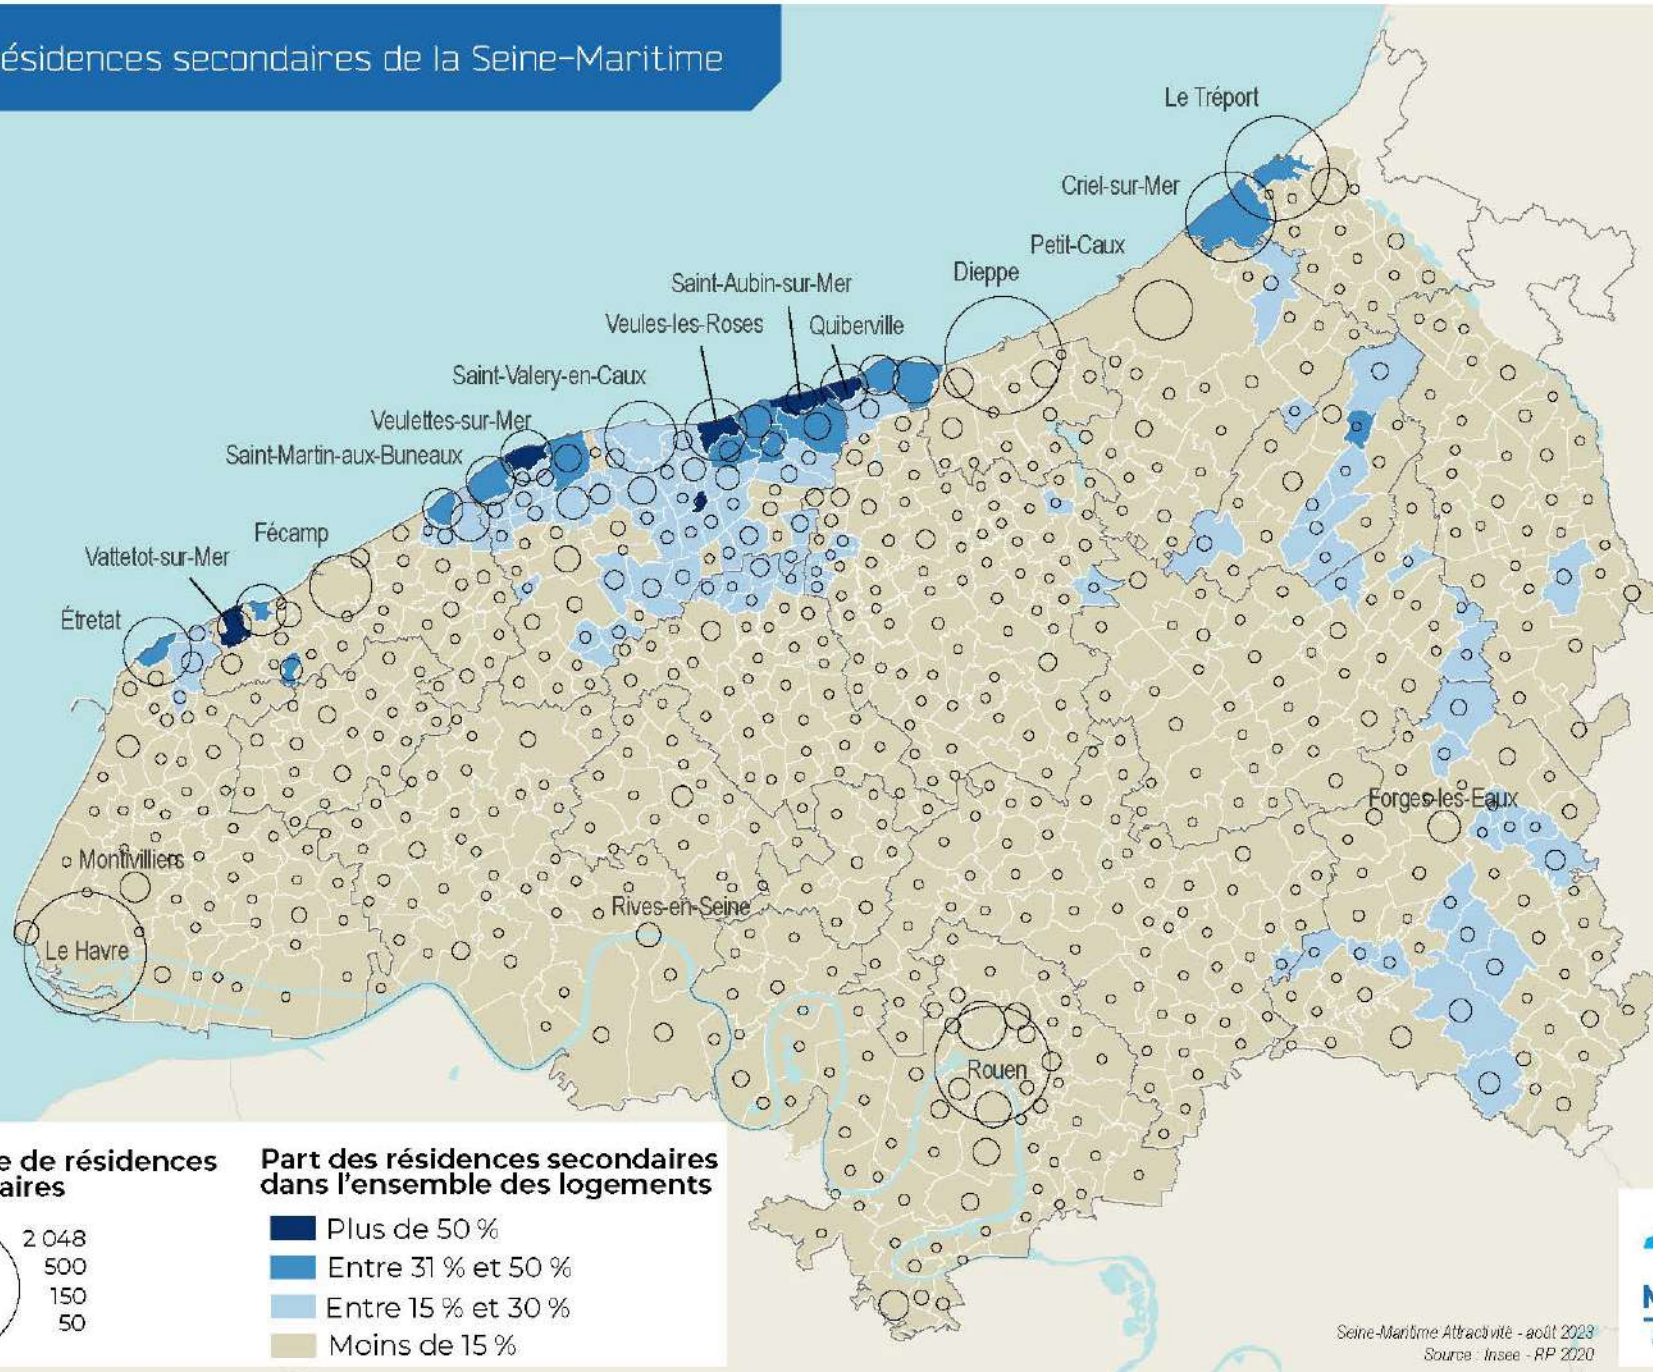 ésidences secondaires de la Seine-Maritime
Le Tréport
Criel-sur-Mer
Petit-Caux
Dieppe
Saint-Aubin-sur-Mer
Veules-les-Roses
Quiberville
Saint-Valery-en-Caux
Veulettes-sur-Mer
Saint-Martin-aux-Buneaux
Fécamp
Vattetot-sur-Mer
Étretat
Forges-les-Eaux
Montivilliers
Rives-en-Seine
Le Havre
Rouen
e de résidences
aires
2 048
500
150
50
Part des résidences secondaires
dans l'ensemble des logements
Plus de 50 %
Entre 31 % et 50 %
Entre 15 % et 30 %
Moins de 15 %
Seine-Maritime Attractivité - août 2023
Source : Insee - RP 2020